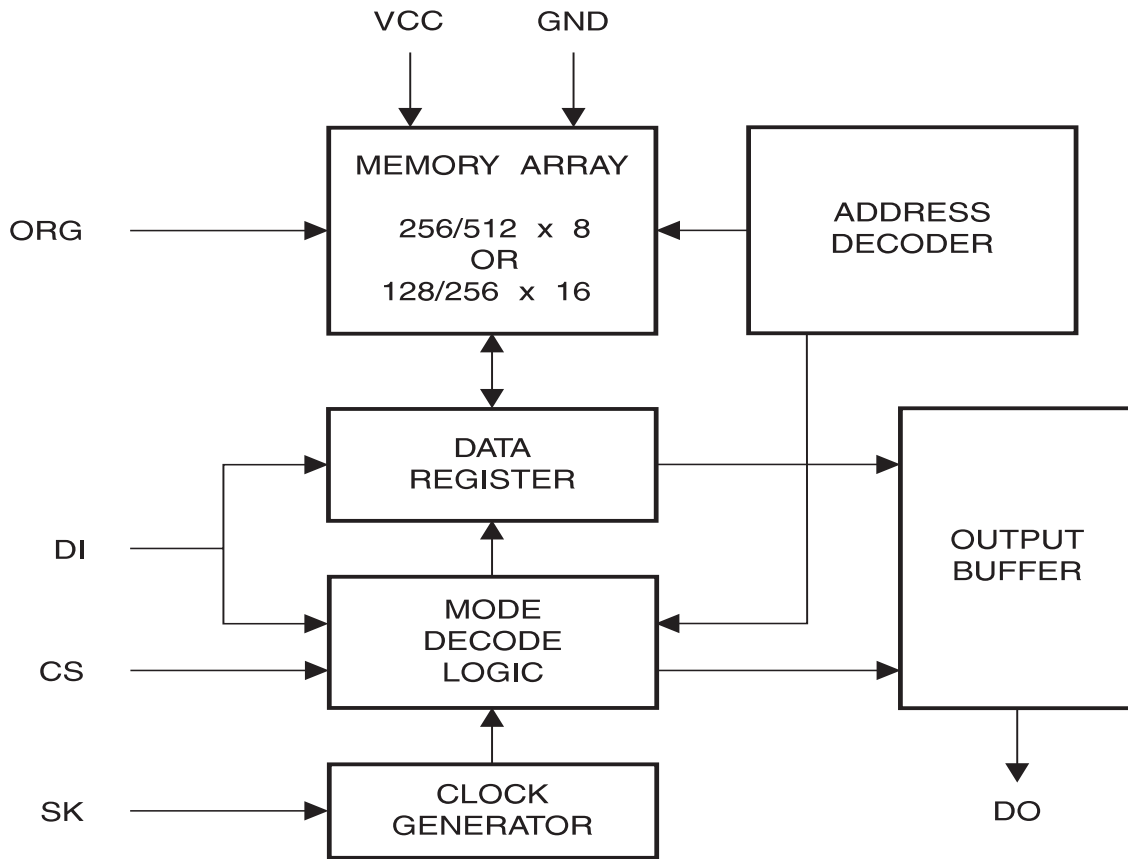 VCC
GND
MEMORY ARRAY
256/512 x 8
OR
128/256 x 16
ADDRESS
DECODER
ORG
DATA
REGISTER
DI
OUTPUT
BUFFER
MODE
DECODE
LOGIC
CS
CLOCK
GENERATOR
SK
DO